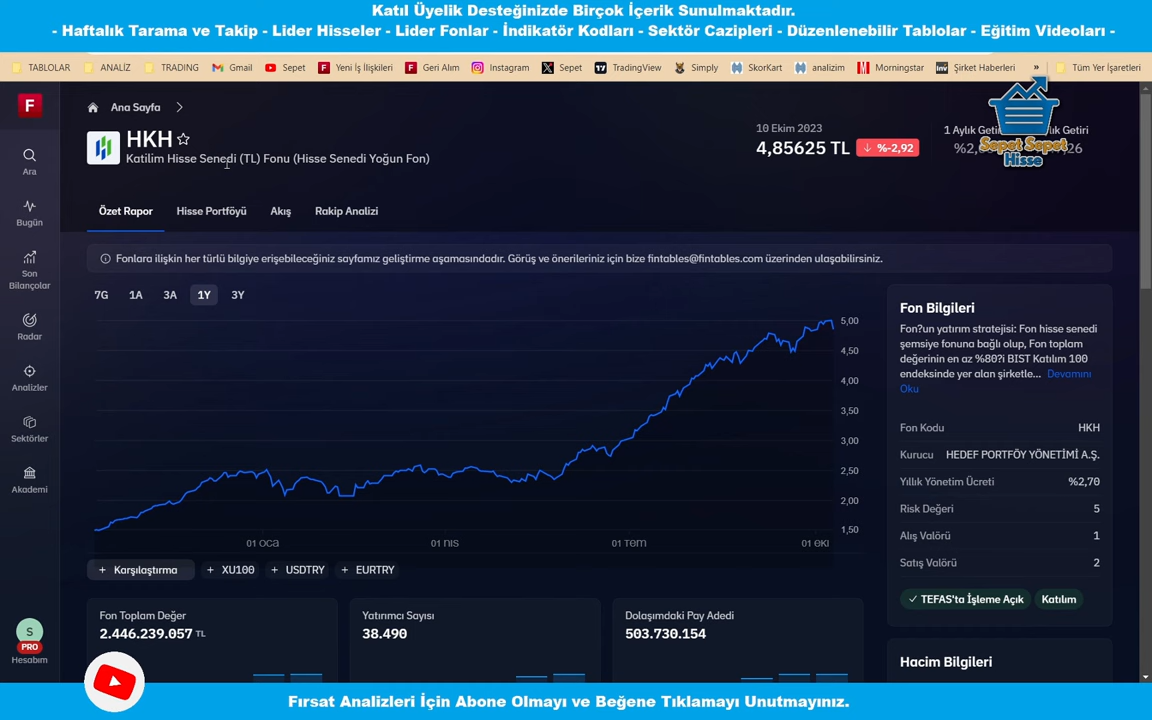 Katıl Üyelik Desteğinizde Birçok İçerik Sunulmaktadır.
- Haftalık Tarama ve Takip - Lider Hisseler - Lider Fonlar - İndikatör Kodları - Sektör Cazipleri - Düzenlenebilir Tablolar - Eğitim Videoları -
TABLOLAR ANALİZ TRADING Gmail Sepet Yeni İş İlişkileri Geri Alım Instagram Sepet TradingView Simply SkorKart analizim Morningstar Şirket Haberleri » Tüm Yer İşaretleri
F
Ana Sayfa
HKH
Katilim Hisse Senedi (TL) Fonu (Hisse Senedi Yoğun Fon)
10 Ekim 2023
4,85625 TL
%-2,92
1 Aylık
Getiri
Sepet Sepet
Hisse
Ara
Bugün
Son Bilançolar
Radar
Analizler
Sektörler
Akademi
S
PRO
Hesabım
Özet Rapor Hisse Portföyü Akış Rakip Analizi
Fonlara ilişkin her türlü bilgiye erişebileceğiniz sayfamız geliştirme aşamasındadır. Görüş ve önerileriniz için bize fintables@fintables.com üzerinden ulaşabilirsiniz.
7G 1A 3A 1Y 3Y
5,00
4,50
4,00
3,50
3,00
2,50
2,00
1,50
01 Oca 01 Nis 01 Tem 01 Eki
+ Karşılaştırma + XU100 + USDTRY + EURTRY
Fon Toplam Değer
2.446.239.057 TL
Yatırımcı Sayısı
38.490
Dolaşımdaki Pay Adedi
503.730.154
Fon Bilgileri
Fon?un yatırım stratejisi: Fon hisse senedi
şemsiye fonuna bağlı olup, Fon toplam
değerinin en az %80?i BIST Katılım 100
endeksinde yer alan şirketle... Devamını
Oku
Fon Kodu HKH
Kurucu HEDEF PORTFÖY YÖNETİMİ A.Ş.
Yıllık Yönetim Ücreti %2,70
Risk Değeri 5
Alış Valörü 1
Satış Valörü 2
TEFAS'ta İşleme Açık Katılım
Hacim Bilgileri
Fırsat Analizleri İçin Abone Olmayı ve Beğene Tıklamayı Unutmayınız.